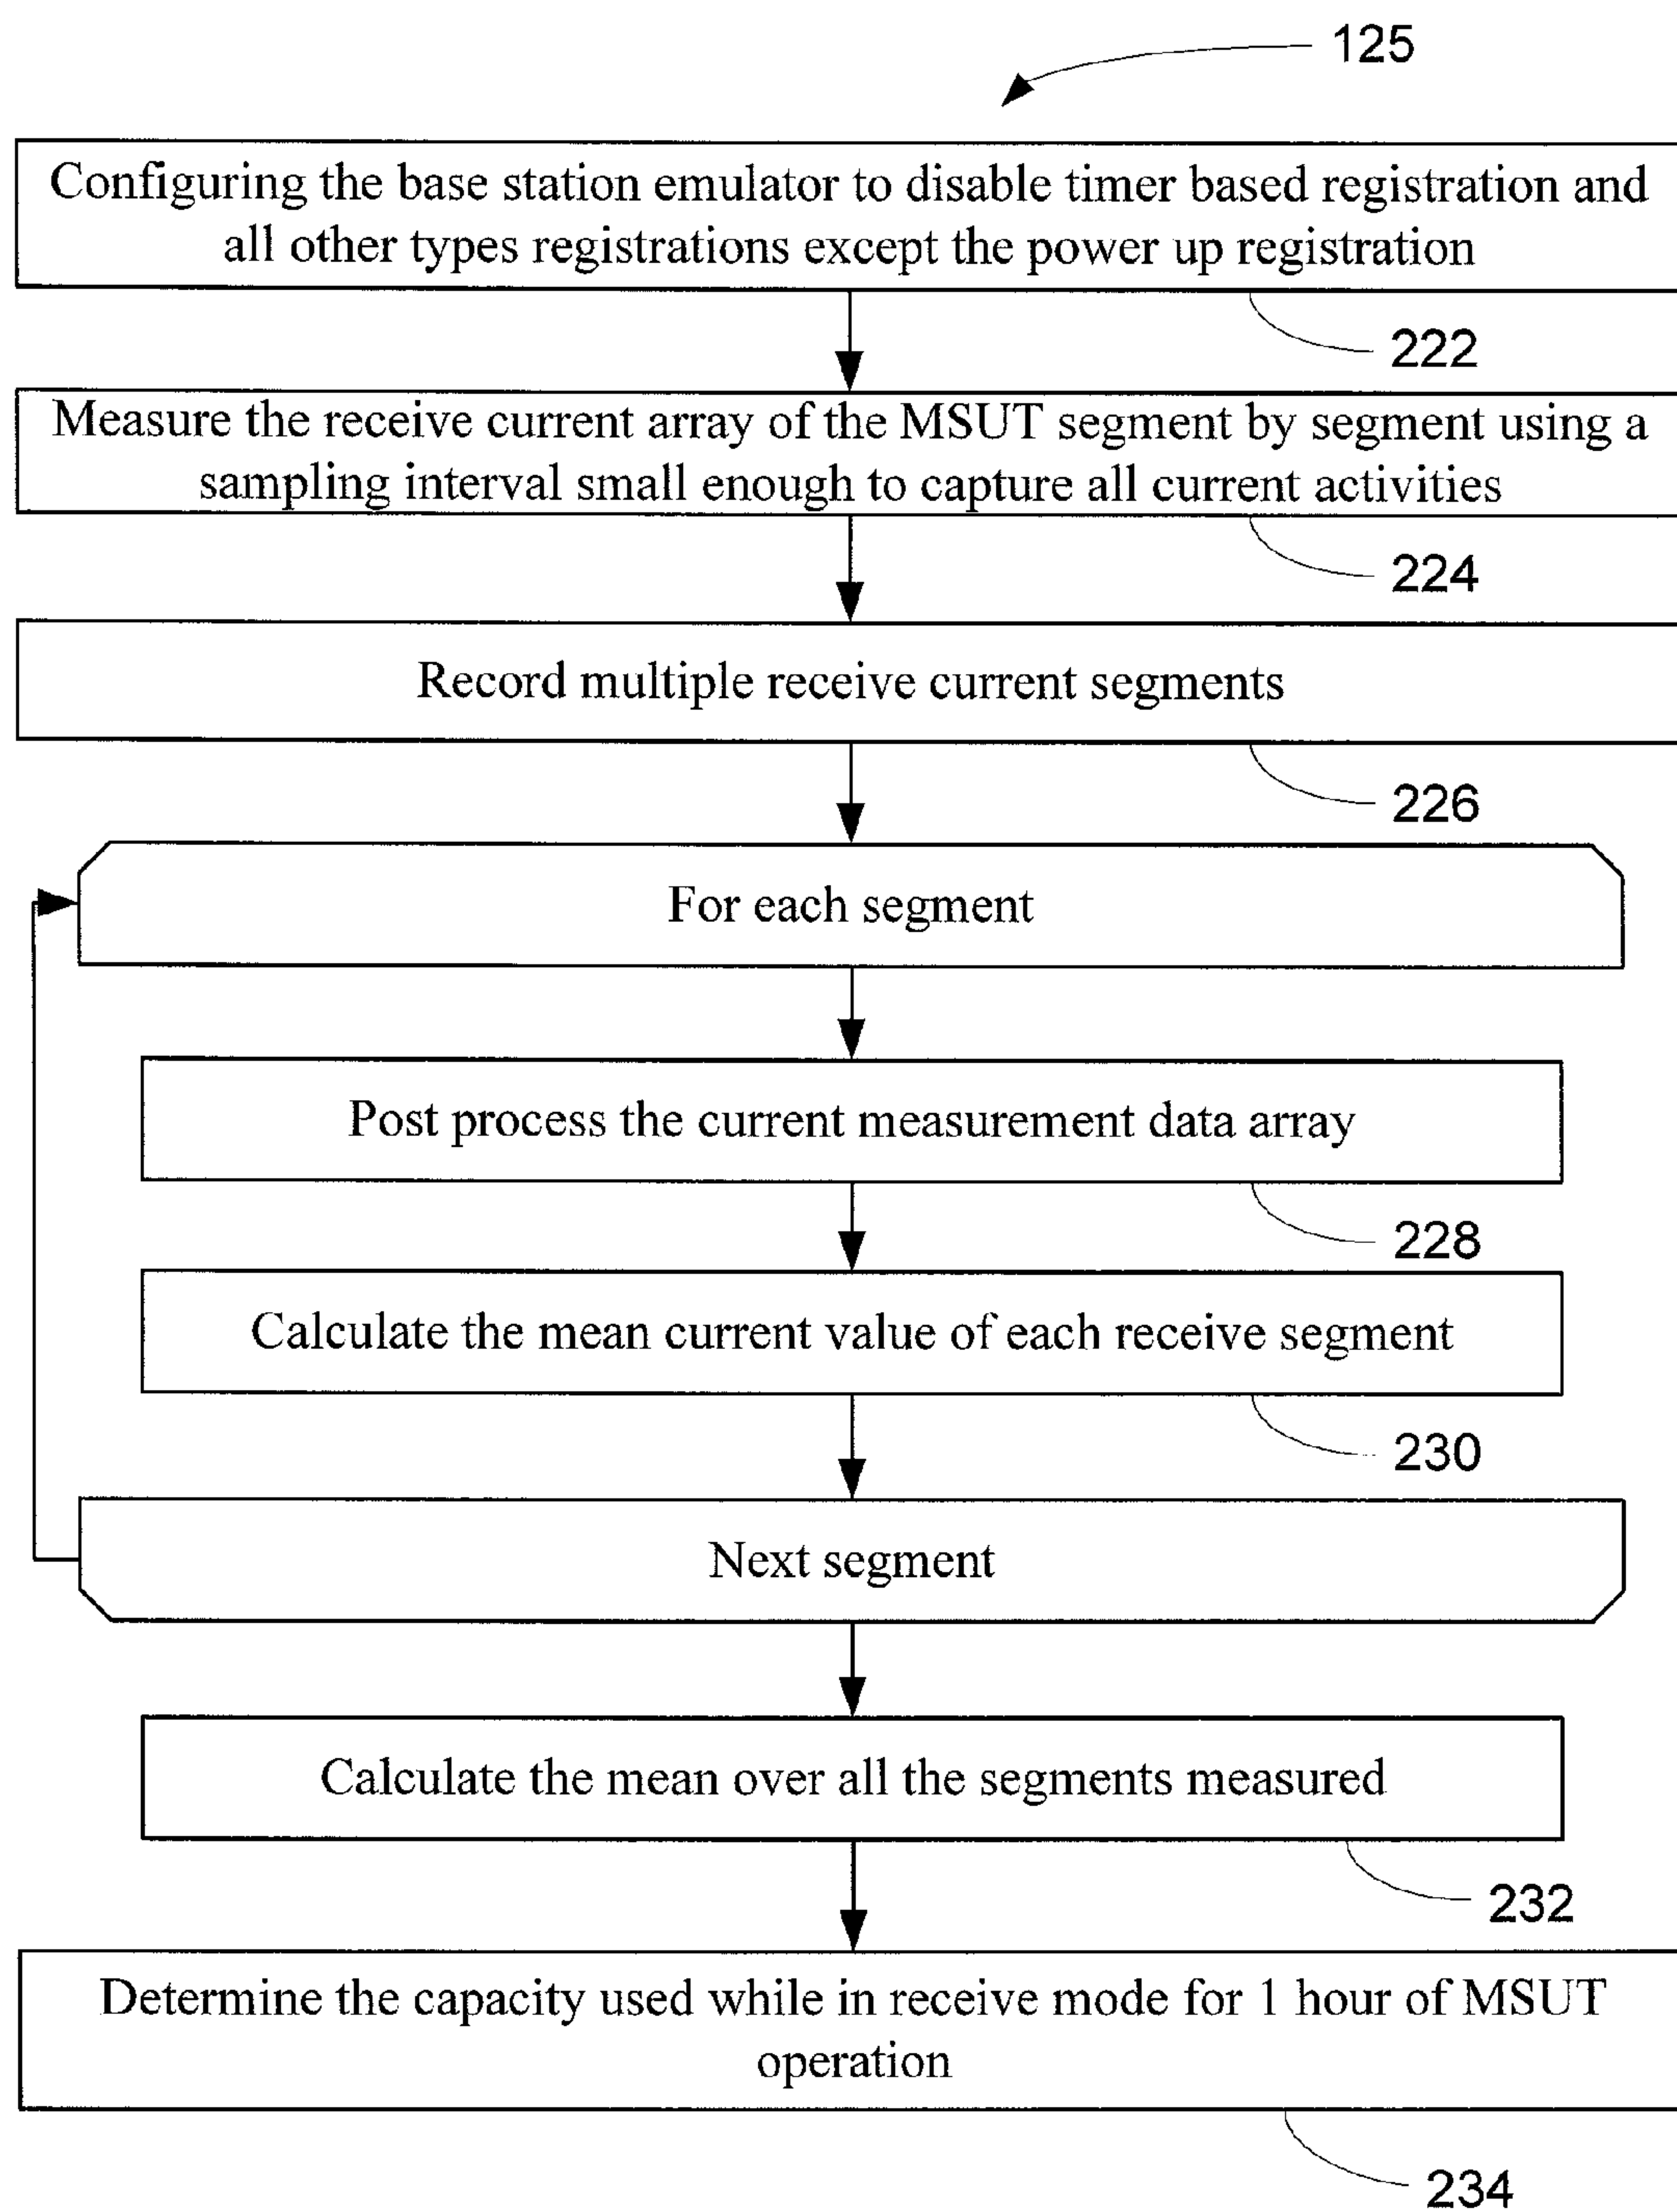 125
Configuring the base station emulator to disable timer based registration and
all other types registrations except the power up registration
222
Measure the receive current array of the MSUT segment by segment using a
sampling interval small enough to capture all current activities
224
Record multiple receive current segments
226
For each segment
Post process the current measurement data array
228
Calculate the mean current value of each receive segment
230
Next segment
Calculate the mean over all the segments measured
232
Determine the capacity used while in receive mode for 1 hour of MSUT
operation
234